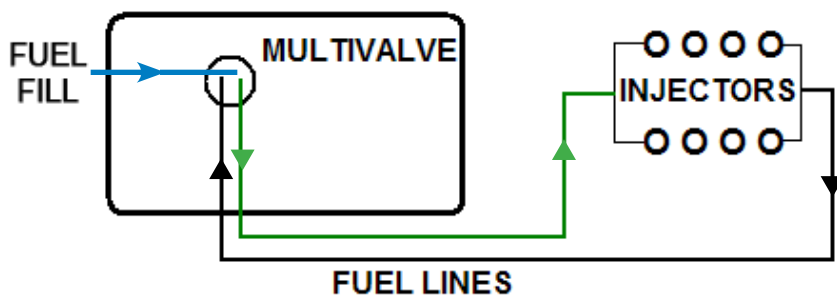 FUEL
FILL
MULTIVALVE
INJECTORS
FUEL LINES